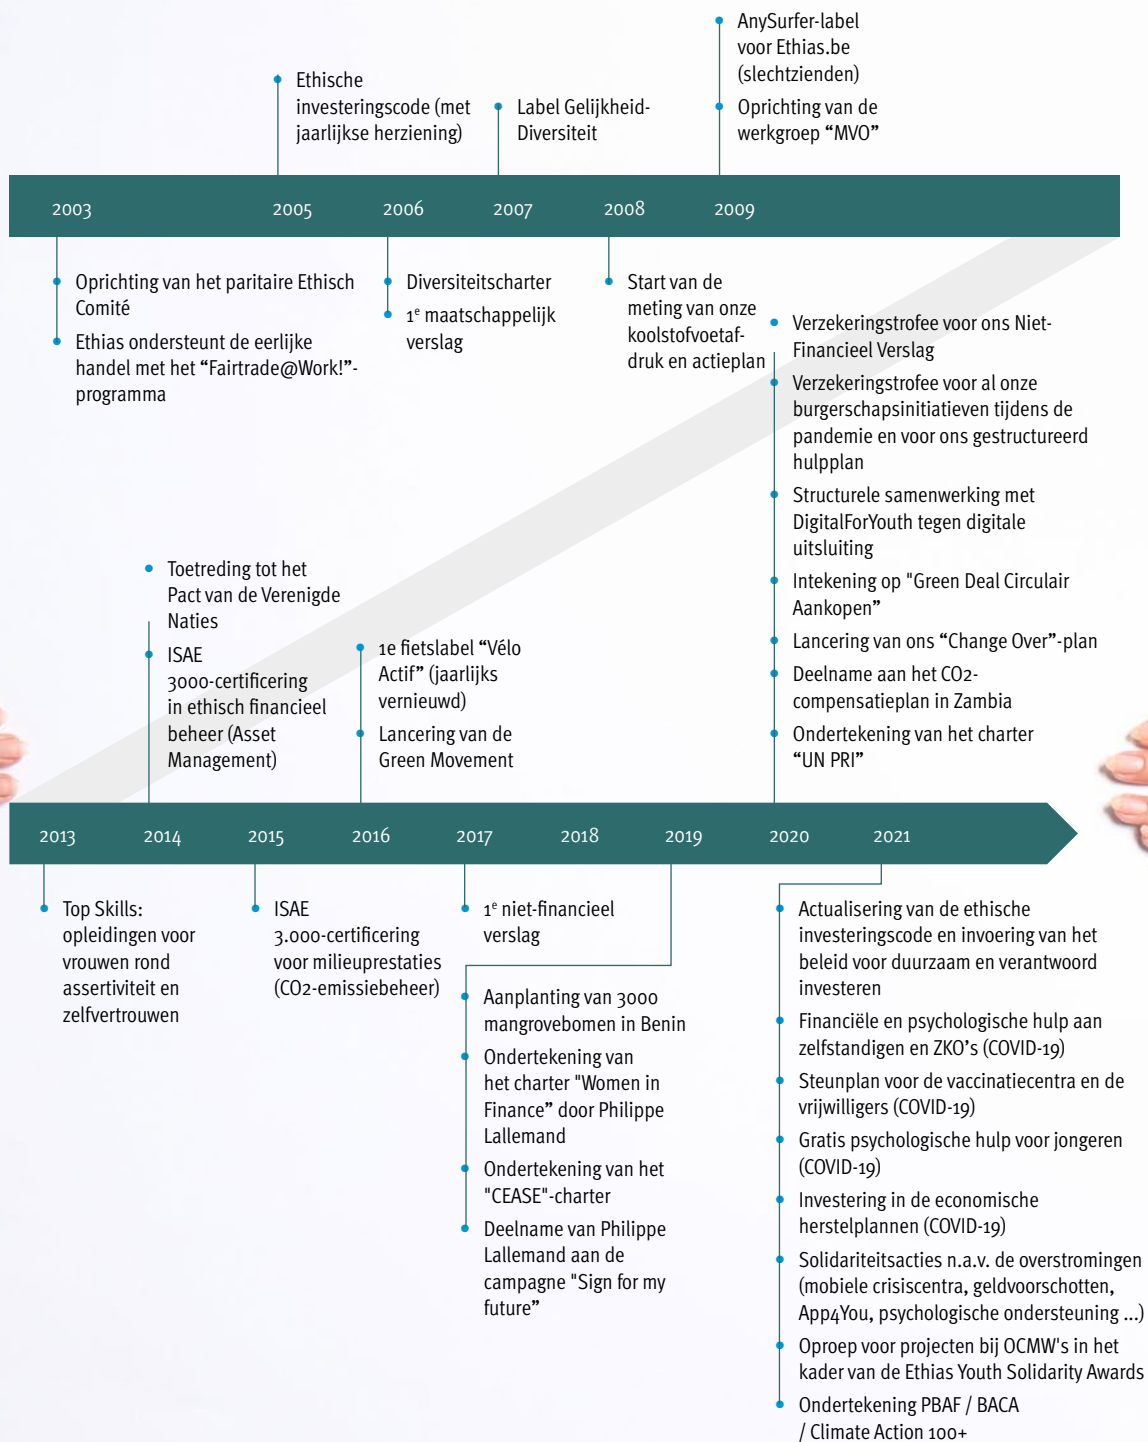 AnySurfer-label
voor Ethias.be
(slechtzienden)
Oprichting van de
werkgroep “MVO”
Ethische
investeringscode (met
jaarlijkse herziening)
Label Gelijkheid-
Diversiteit
2003 2005 2006 2007 2008 2009
Oprichting van het paritaire Ethisch
Comité
Ethias ondersteunt de eerlijke
handel met het “Fairtrade@Work!”-
programma
Diversiteitscharter
1e maatschappelijk
verslag
Start van de
meting van onze
koolstofvoetaf-
druk en actieplan
Toetreding tot het
Pact van de Verenigde
Naties
ISAE
3000-certificering
in ethisch financieel
beheer (Asset
Management)
1e fietslabel “Vélo
Actif” (jaarlijks
vernieuwd)
Lancering van de
Green Movement
Verzekeringstrofee voor ons Niet-
Financieel Verslag
Verzekeringstrofee voor al onze
burgerschapsinitiatieven tijdens de
pandemie en voor ons gestructureerd
hulpplan
Structurele samenwerking met
DigitalForYouth tegen digitale
uitsluiting
Intekening op "Green Deal Circulair
Aankopen”
Lancering van ons “Change Over”-plan
Deelname aan het CO2-
compensatieplan in Zambia
Ondertekening van het charter
“UN PRI”
2013 2014 2015 2016 2017 2018 2019 2020 2021
Top Skills:
opleidingen voor
vrouwen rond
assertiviteit en
zelfvertrouwen
ISAE
3.000-certificering
voor milieuprestaties
(CO2-emissiebeheer)
1e niet-financieel
verslag
Aanplanting van 3000
mangrovebomen in Benin
Ondertekening van
het charter "Women in
Finance” door Philippe
Lallemand
Ondertekening van het
"CEASE"-charter
Deelname van Philippe
Lallemand aan de
campagne "Sign for my
future”
Actualisering van de ethische
investeringscode en invoering van het
beleid voor duurzaam en verantwoord
investeren
Financiële en psychologische hulp aan
zelfstandigen en ZKO’s (COVID-19)
Steunplan voor de vaccinatiecentra en de
vrijwilligers (COVID-19)
Gratis psychologische hulp voor jongeren
(COVID-19)
Investering in de economische
herstelplannen (COVID-19)
Solidariteitsacties n.a.v. de overstromingen
(mobiele crisiscentra, geldvoorschotten,
App4You, psychologische ondersteuning ...)
Oproep voor projecten bij OCMW's in het
kader van de Ethias Youth Solidarity Awards
Ondertekening PBAF / BACA
/ Climate Action 100+